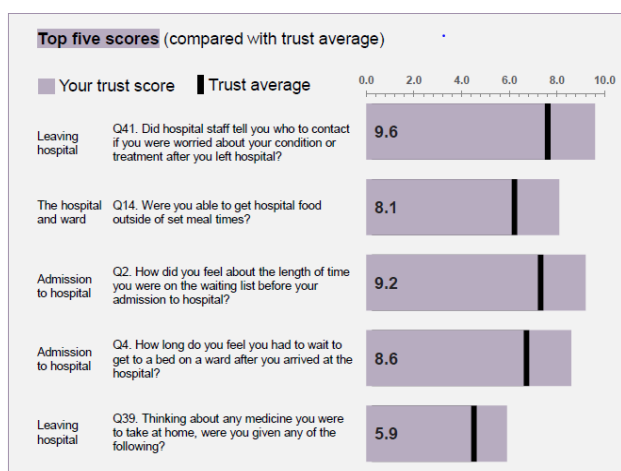 Top five scores (compared with trust average)
Your trust score
Trust average
0.0 2.0 4.0 6.0 8.0 10.0
Leaving
hospital
Q41. Did hospital staff tell you who to contact
if you were worried about your condition or
treatment after you left hospital?
9.6
The hospital
and ward
Q14. Were you able to get hospital food
outside of set meal times?
8.1
Admission
to hospital
Q2. How did you feel about the length of time
you were on the waiting list before your
admission to hospital?
9.2
Admission
to hospital
Q4. How long do you feel you had to wait to
get to a bed on a ward after you arrived at the
hospital?
8.6
Leaving
hospital
Q39. Thinking about any medicine you were
to take at home, were you given any of the
following?
5.9